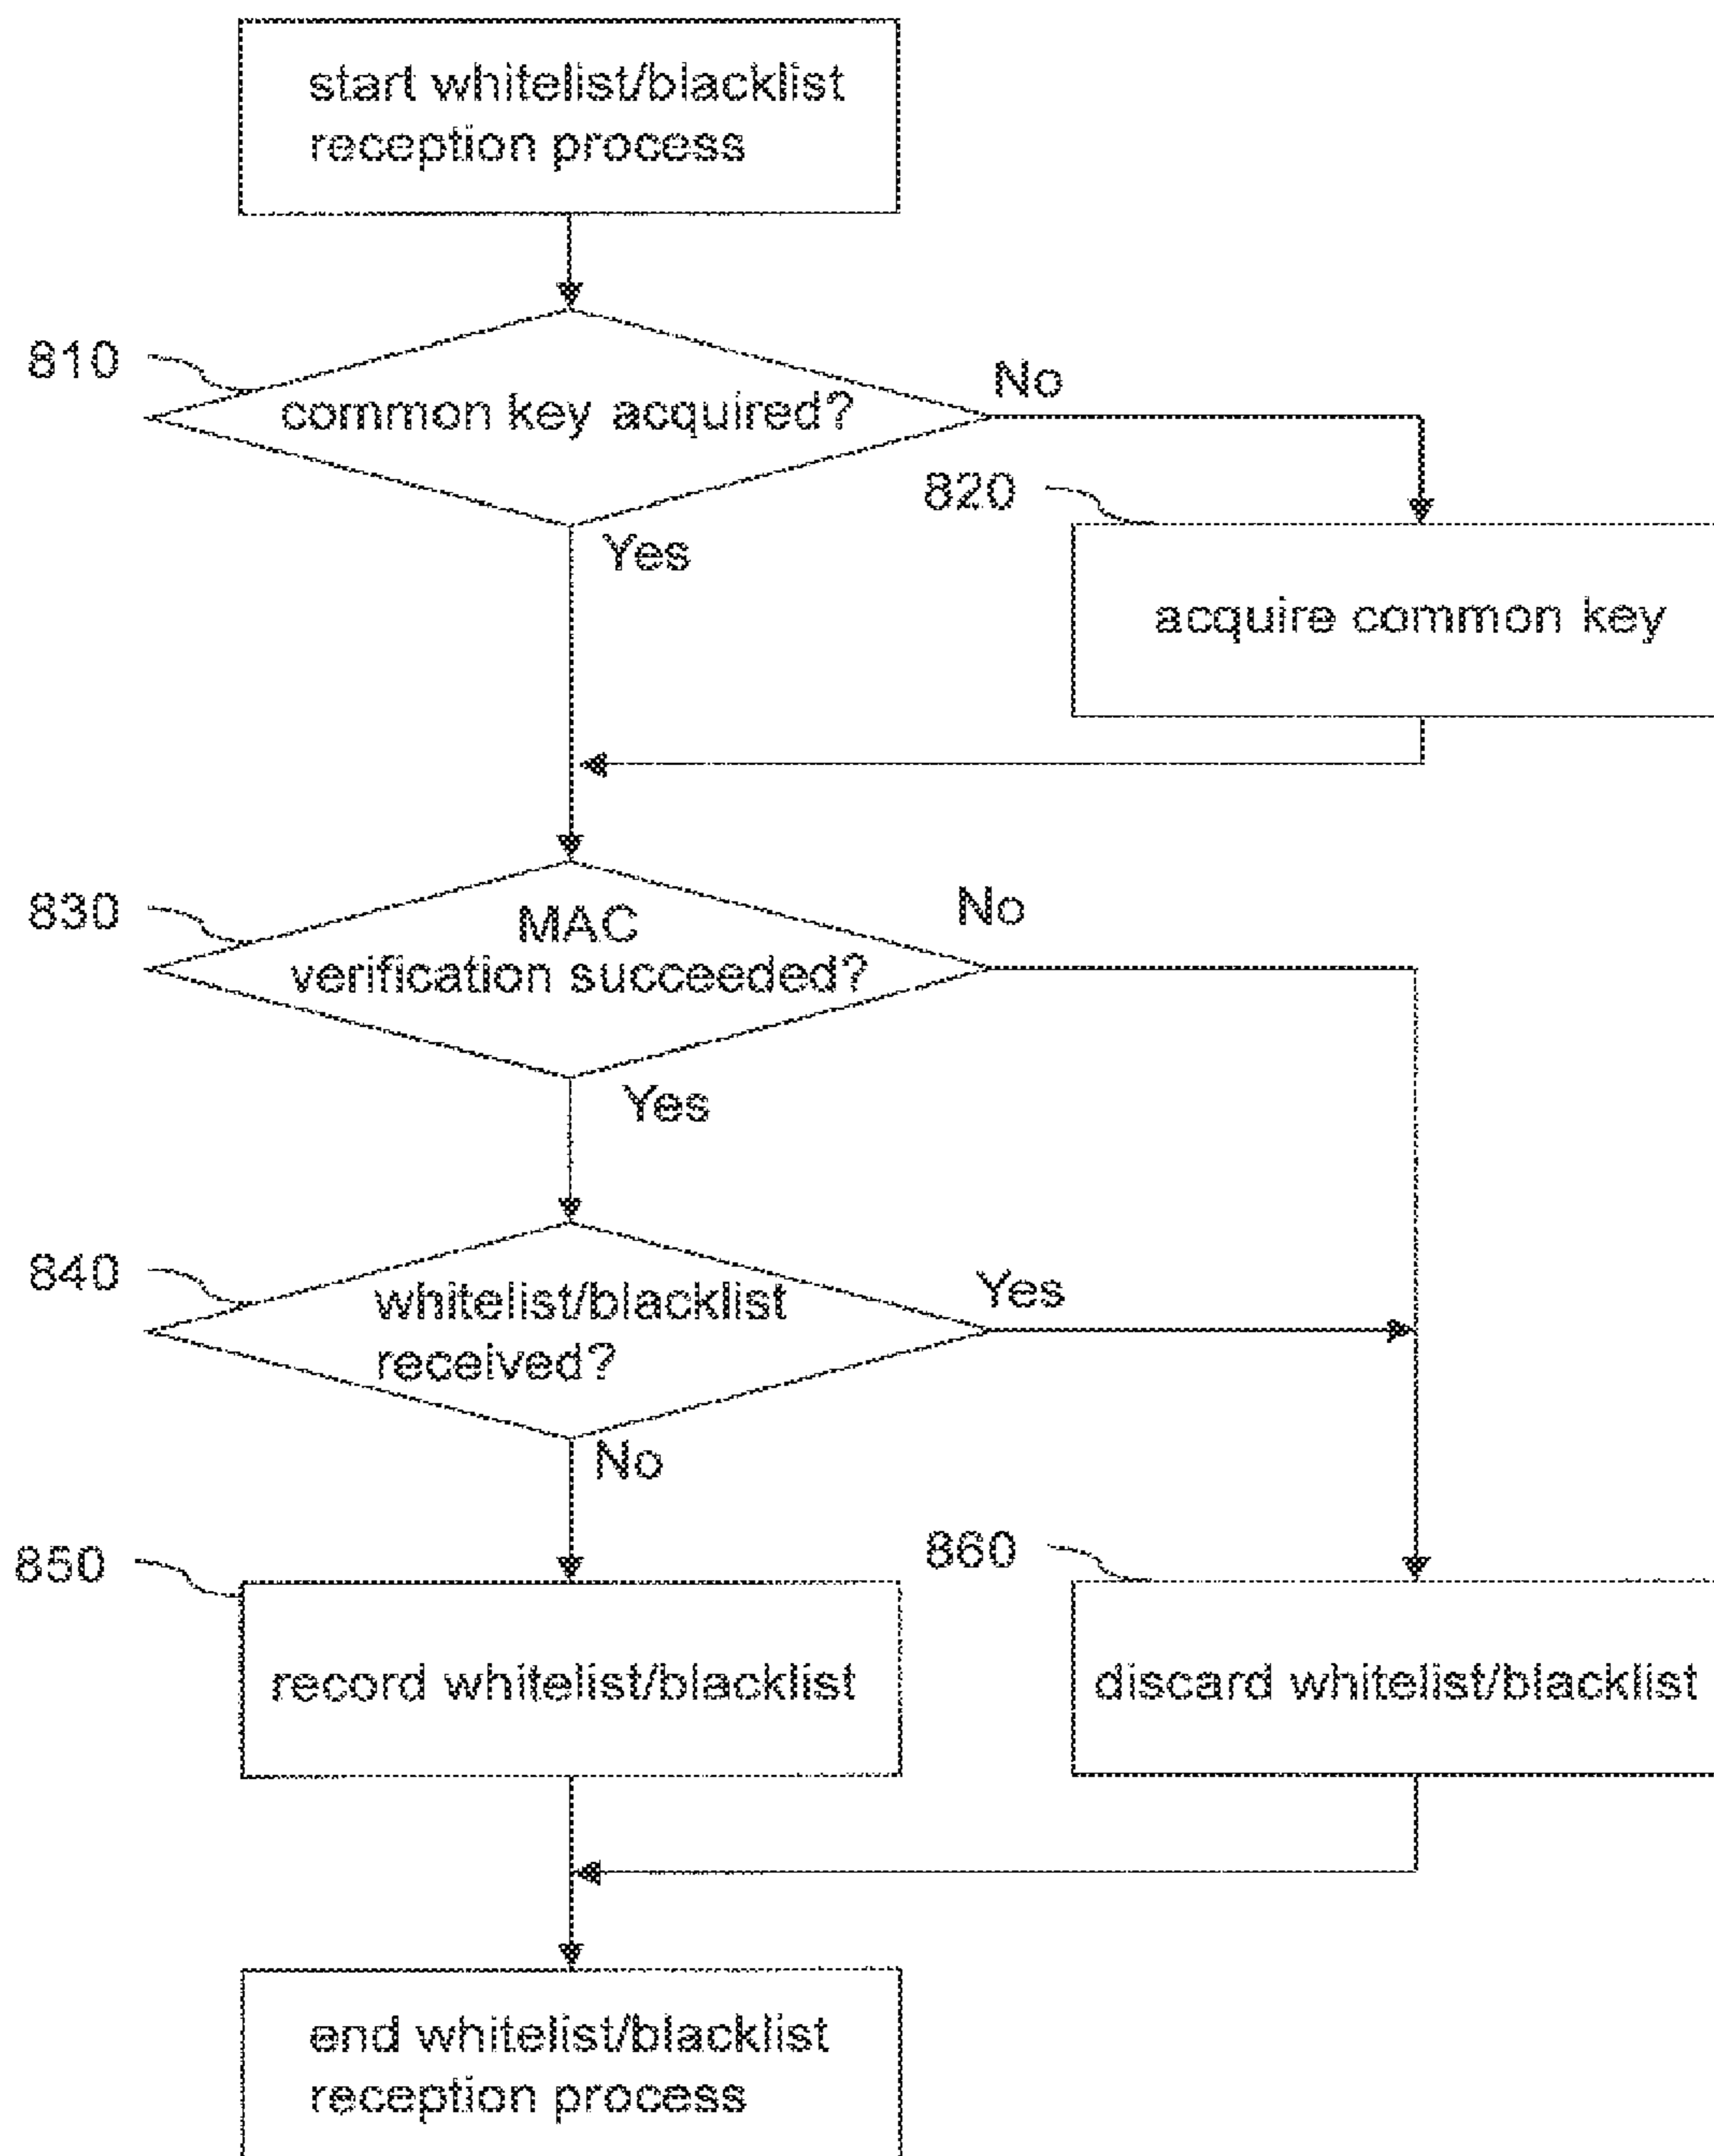 start whitelist/blacklist
reception process
810
common key acquired?
No
Yes
820
acquire common key
830
MAC
verification succeeded?
No
Yes
840
whitelist/blacklist
received?
Yes
No
850
record whitelist/blacklist
860
discard whitelist/blacklist
end whitelist/blacklist
reception process